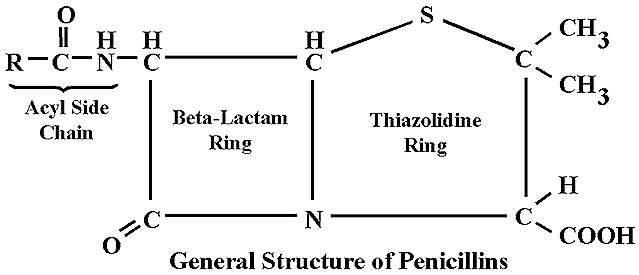 S
O
H H H CH3
R C N C C C CH3
Acyl Side
Chain
Beta-Lactam
Ring
Thiazolidine
Ring
H
O C N C COOH
General Structure of Penicillins